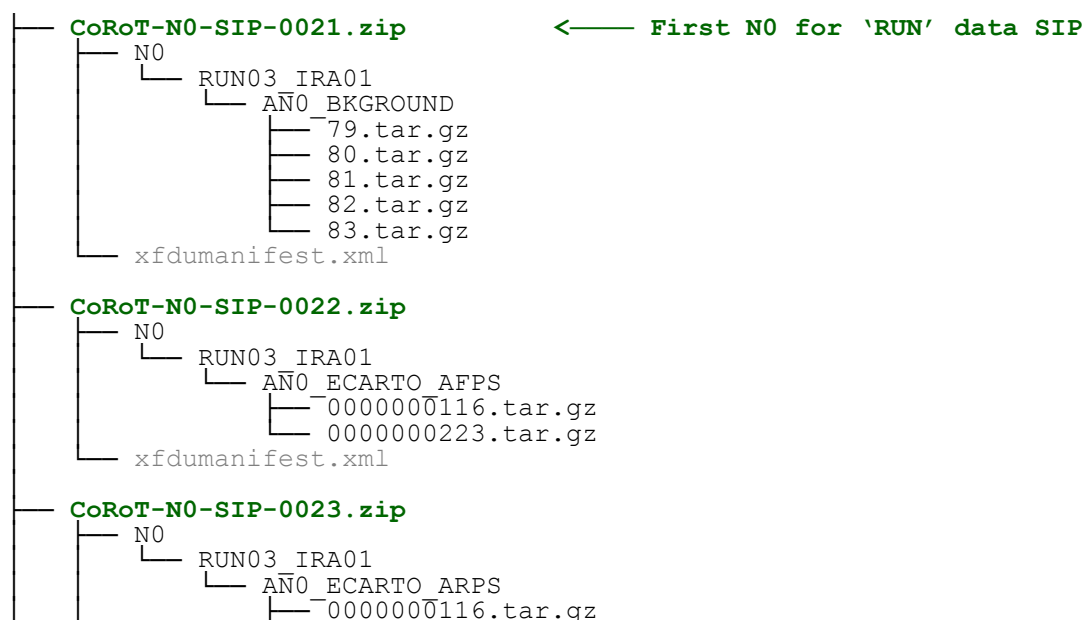 ├── CoRoT-N0-SIP-0021.zip <──── First N0 for ‘RUN’ data SIP
│ ├── N0
│ │ └── RUN03_IRA01
│ │ └── AN0_BKGROUND
│ │ ├── 79.tar.gz
│ │ ├── 80.tar.gz
│ │ ├── 81.tar.gz
│ │ ├── 82.tar.gz
│ │ └── 83.tar.gz
│ └── xfdumanifest.xml
├── CoRoT-N0-SIP-0022.zip
│ ├── N0
│ │ └── RUN03_IRA01
│ │ └── AN0_ECARTO_AFPS
│ │ ├── 0000000116.tar.gz
│ │ └── 0000000223.tar.gz
│ └── xfdumanifest.xml
├── CoRoT-N0-SIP-0023.zip
│ ├── N0
│ │ └── RUN03_IRA01
│ │ └── AN0_ECARTO_ARPS
│ │ ├── 0000000116.tar.gz